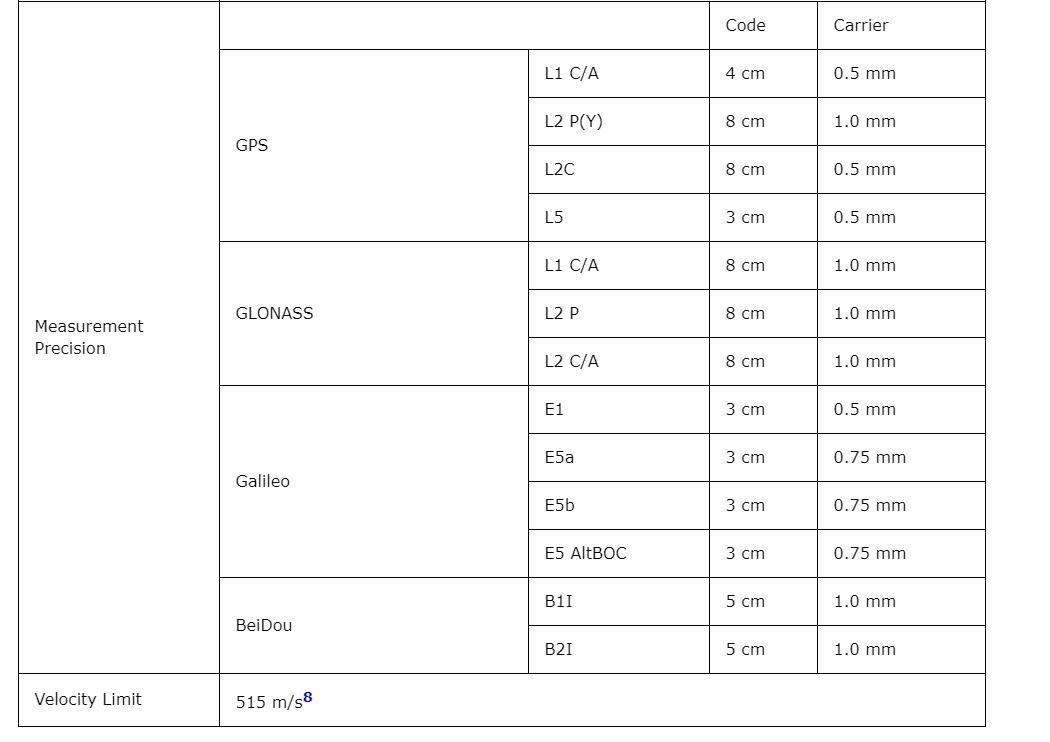 Code Carrier
Measurement
Precision
GPS
L1 C/A 4 cm 0.5 mm
L2 P(Y) 8 cm 1.0 mm
L2C 8 cm 0.5 mm
L5 3 cm 0.5 mm
GLONASS
L1 C/A 8 cm 1.0 mm
L2 P 8 cm 1.0 mm
L2 C/A 8 cm 1.0 mm
Galileo
E1 3 cm 0.5 mm
E5a 3 cm 0.75 mm
E5b 3 cm 0.75 mm
E5 AltBOC 3 cm 0.75 mm
BeiDou
B1I 5 cm 1.0 mm
B2I 5 cm 1.0 mm
Velocity Limit 515 m/s8